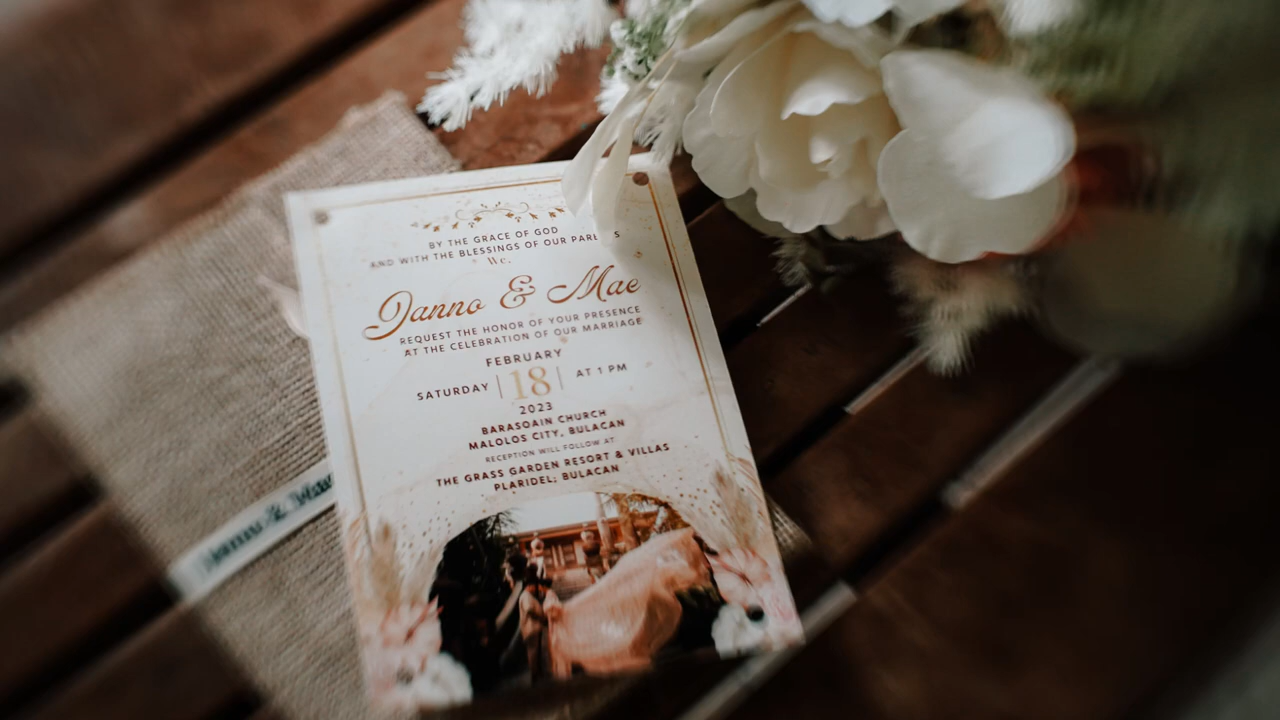 BY THE GRACE OF GOD
AND WITH THE BLESSINGS OF OUR
We,
Janno & Mae
REQUEST THE HONOR OF YOUR PRESENCE
AT THE CELEBRATION OF OUR MARRIAGE
FEBRUARY
SATURDAY | 18 | AT 1 PM
2023
BARASOAIN CHURCH
MALOLOS CITY, BULACAN
RECEPTION WILL FOLLOW AT
THE GRASS GARDEN RESORT & VILLAS
PLARIDEL, BULACAN
Janno & Mae